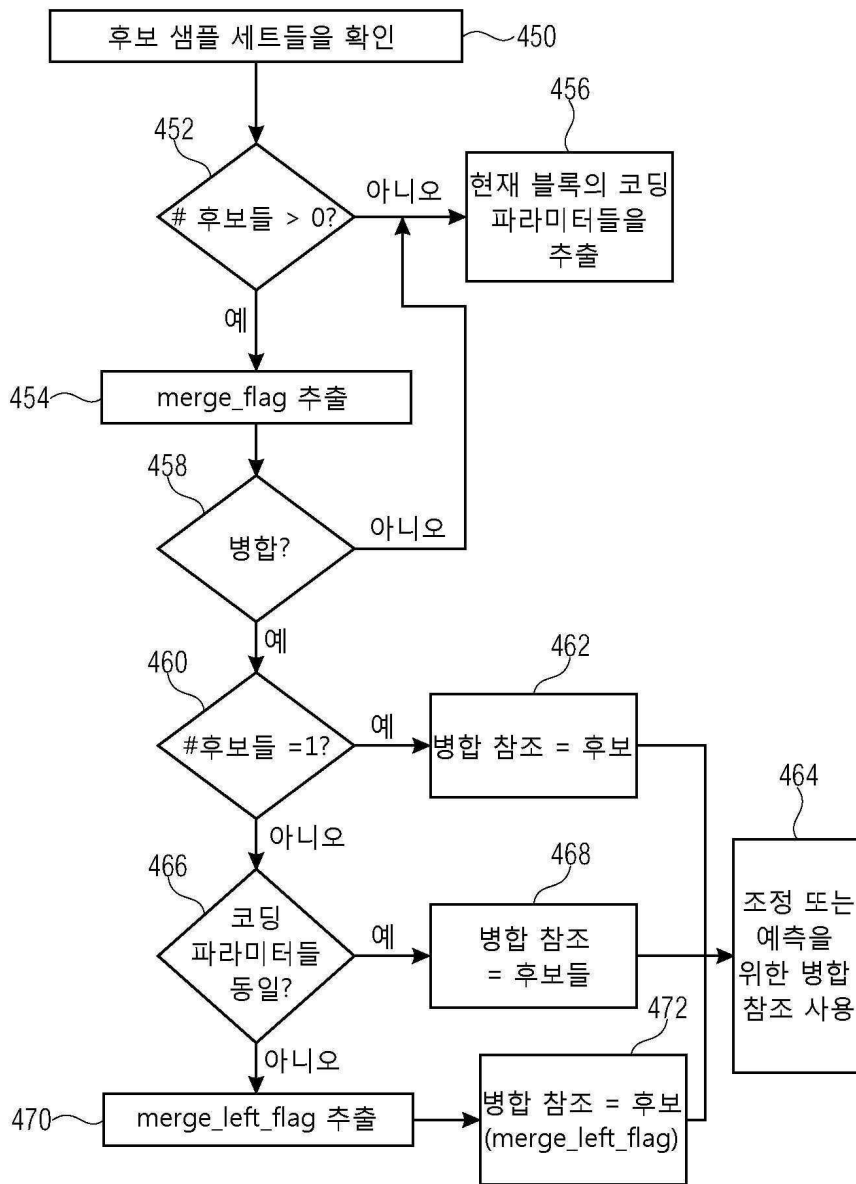 후보 샘플 세트들을 확인
450
452
456
# 후보들 > 0?
아니오
현재 블록의 코딩
파라미터들을
추출
예
454
merge_flag 추출
458
병합?
아니오
예
460
462
#후보들 =1?
예
병합 참조 = 후보
464
아니오
466
468
코딩
파라미터들
동일?
예
병합 참조
= 후보들
조정 또는
예측을
위한 병합
참조 사용
472
아니오
470
merge_left_flag 추출
병합 참조 = 후보
(merge_left_flag)